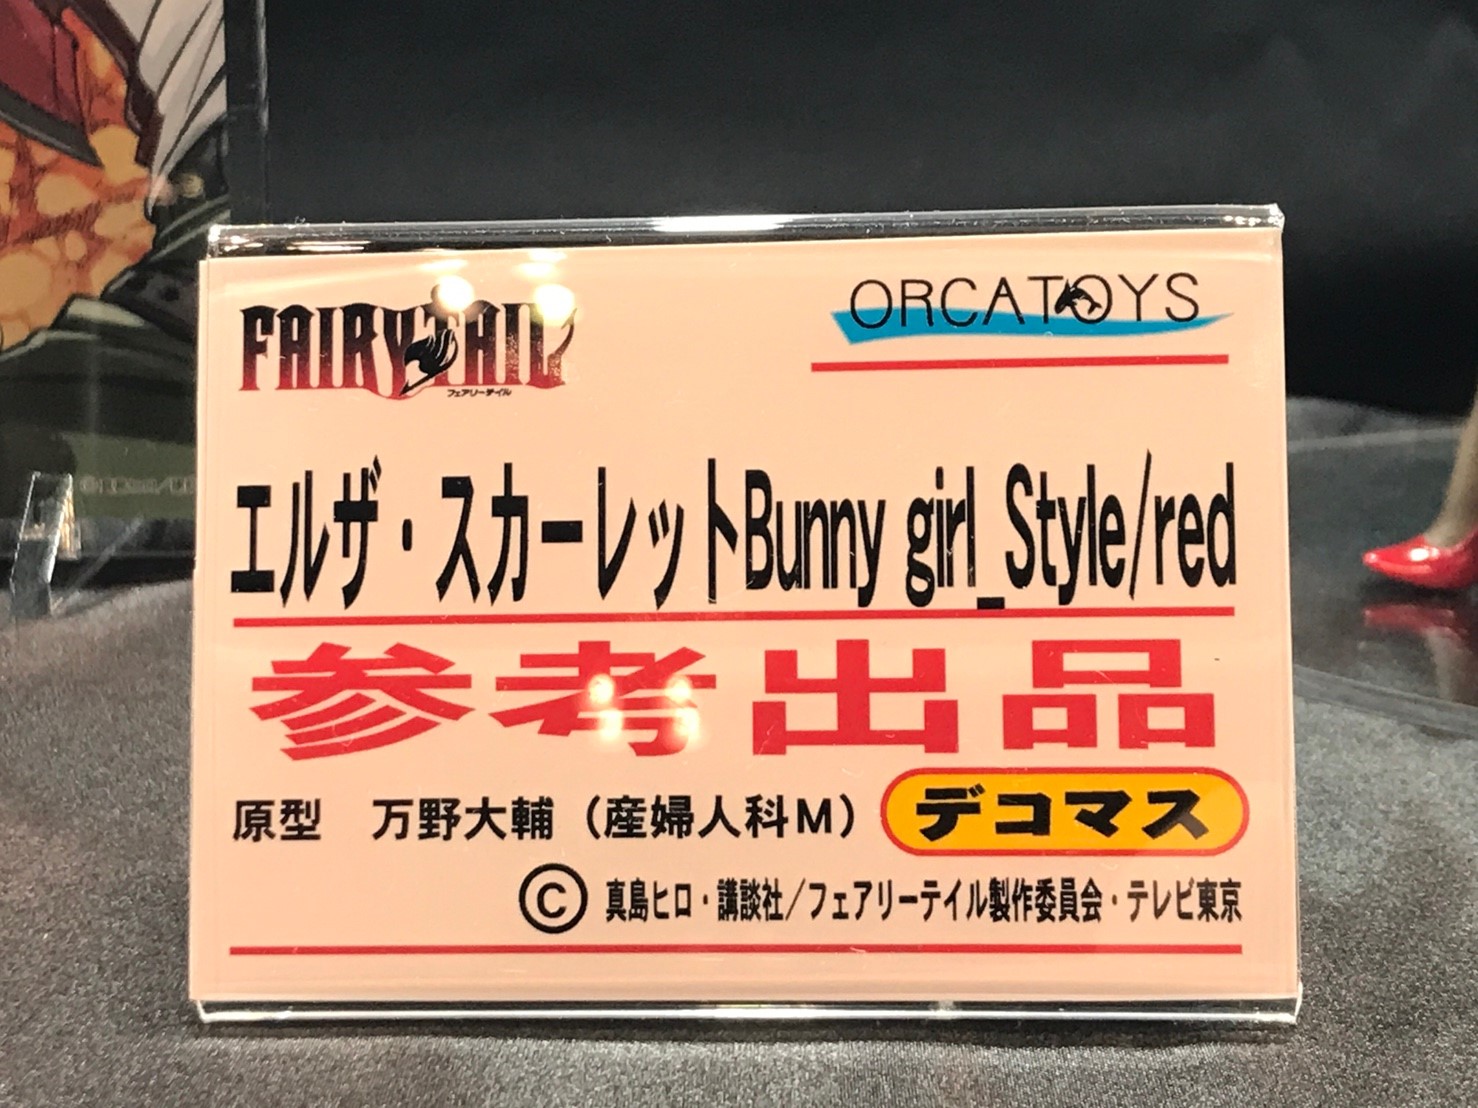 FAIRY TAIL
フェアリーテイル
ORCATOYS
エルザ・スカーレットBunny girl_Style/red
参考出品
原型　万野大輔（産婦人科M）
デコマス
©真島ヒロ・講談社／フェアリーテイル製作委員会・テレビ東京